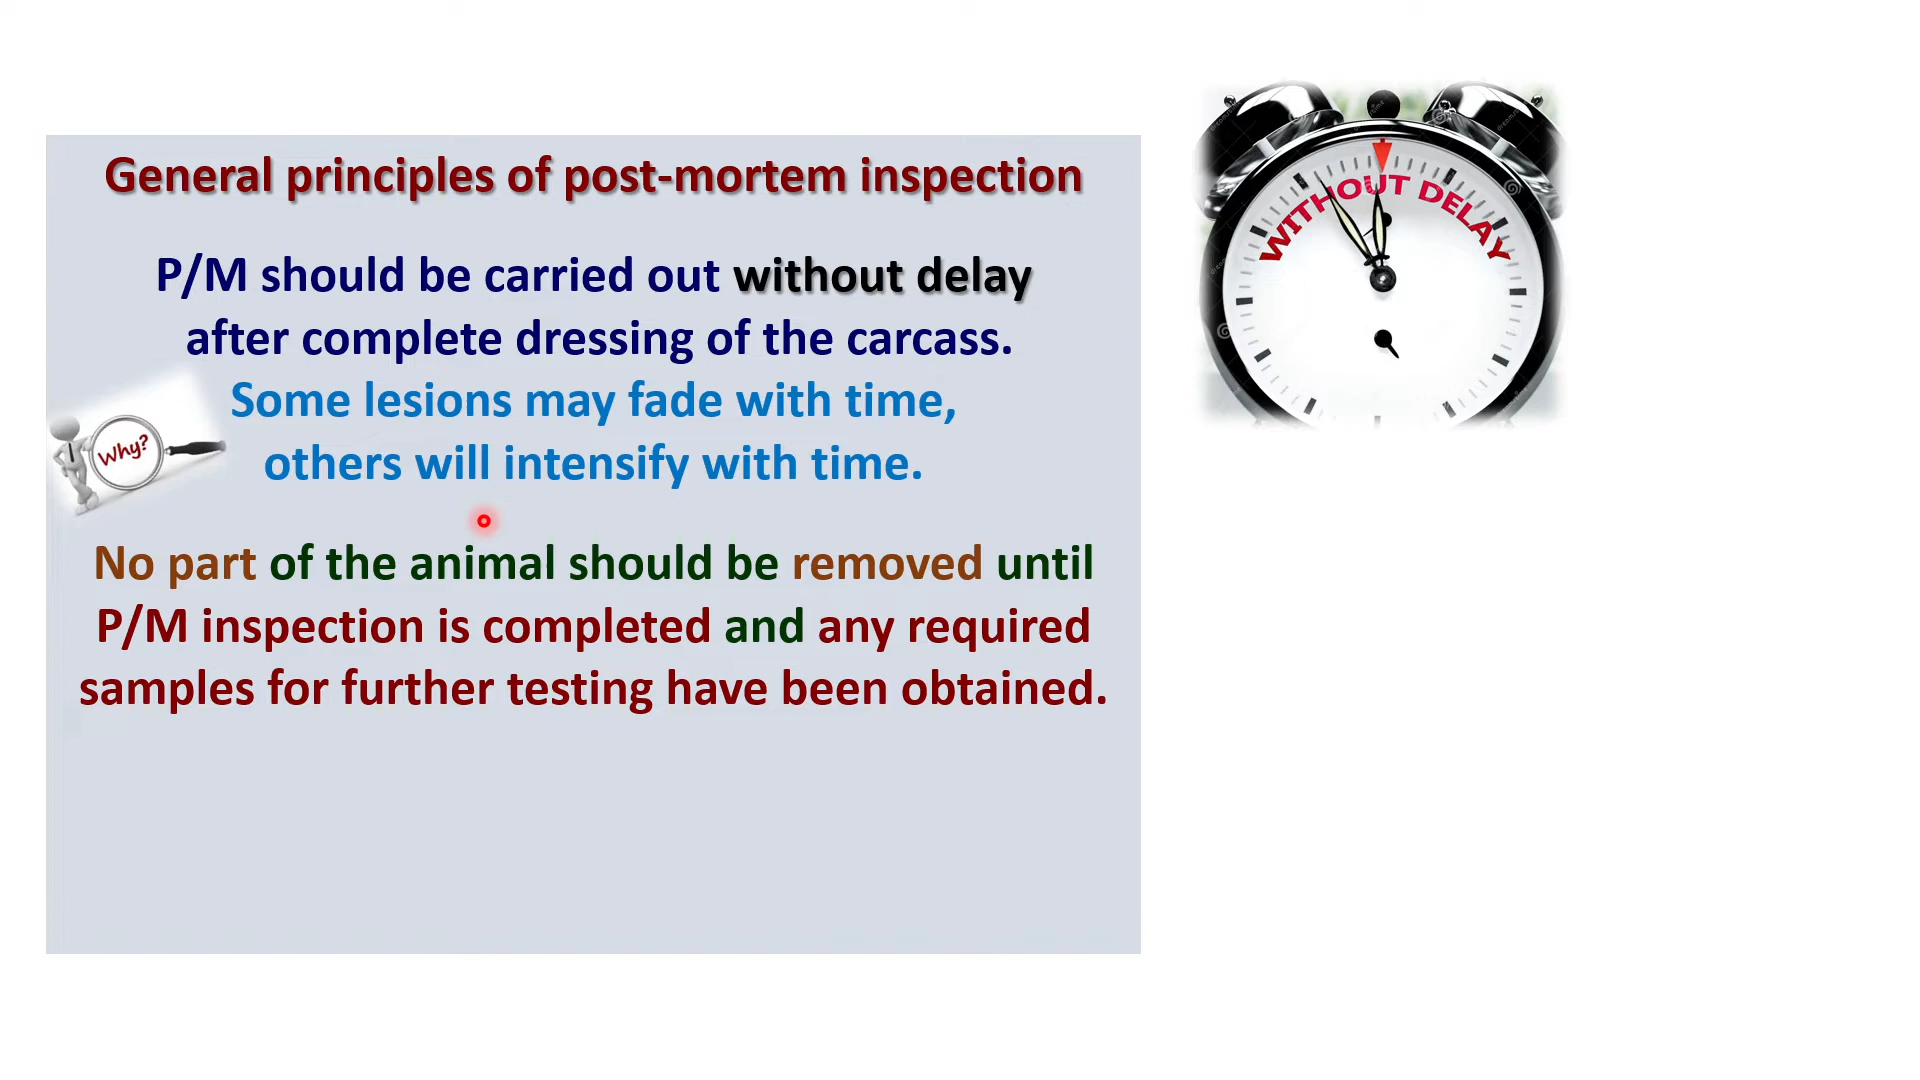 General principles of post-mortem inspection
P/M should be carried out without delay
after complete dressing of the carcass.
Some lesions may fade with time,
others will intensify with time.
Why?
No part of the animal should be removed until
P/M inspection is completed and any required
samples for further testing have been obtained.
WITHOUT DELAY